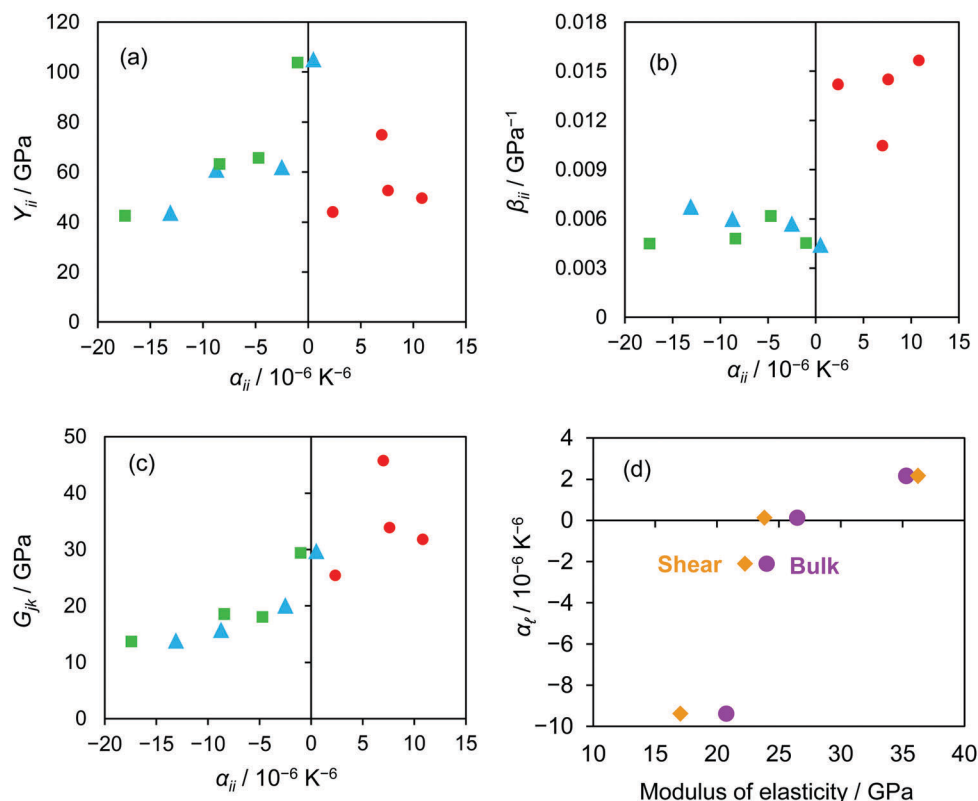 (a)
Y_ii / GPa
120
100
80
60
40
20
0
−20 −15 −10 −5 0 5 10 15
α_ii / 10⁻⁶ K⁻⁶
(b)
β_ii / GPa⁻¹
0.018
0.015
0.012
0.009
0.006
0.003
0
−20 −15 −10 −5 0 5 10 15
α_ii / 10⁻⁶ K⁻⁶
(c)
G_jk / GPa
50
40
30
20
10
0
−20 −15 −10 −5 0 5 10 15
α_ii / 10⁻⁶ K⁻⁶
(d)
α_ℓ / 10⁻⁶ K⁻⁶
4
2
0
−2
−4
−6
−8
−10
Shear
Bulk
10 15 20 25 30 35 40
Modulus of elasticity / GPa